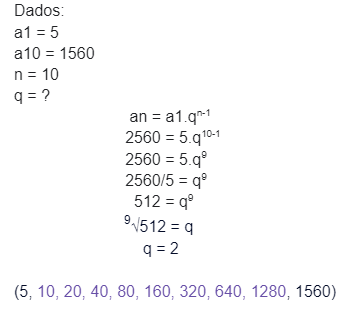 Dados:
a1 = 5
a10 = 1560
n = 10
q = ?
an = a1.qⁿ⁻¹
2560 = 5.q¹⁰⁻¹
2560 = 5.q⁹
2560/5 = q⁹
512 = q⁹
⁹√512 = q
q = 2
(5, 10, 20, 40, 80, 160, 320, 640, 1280, 1560)